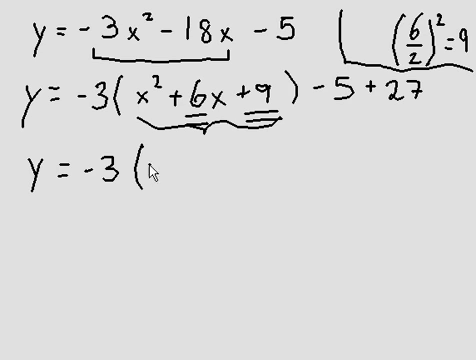 y = -3x² - 18x - 5
(6/2)² = 9
y = -3(x² + 6x + 9) - 5 + 27
y = -3(